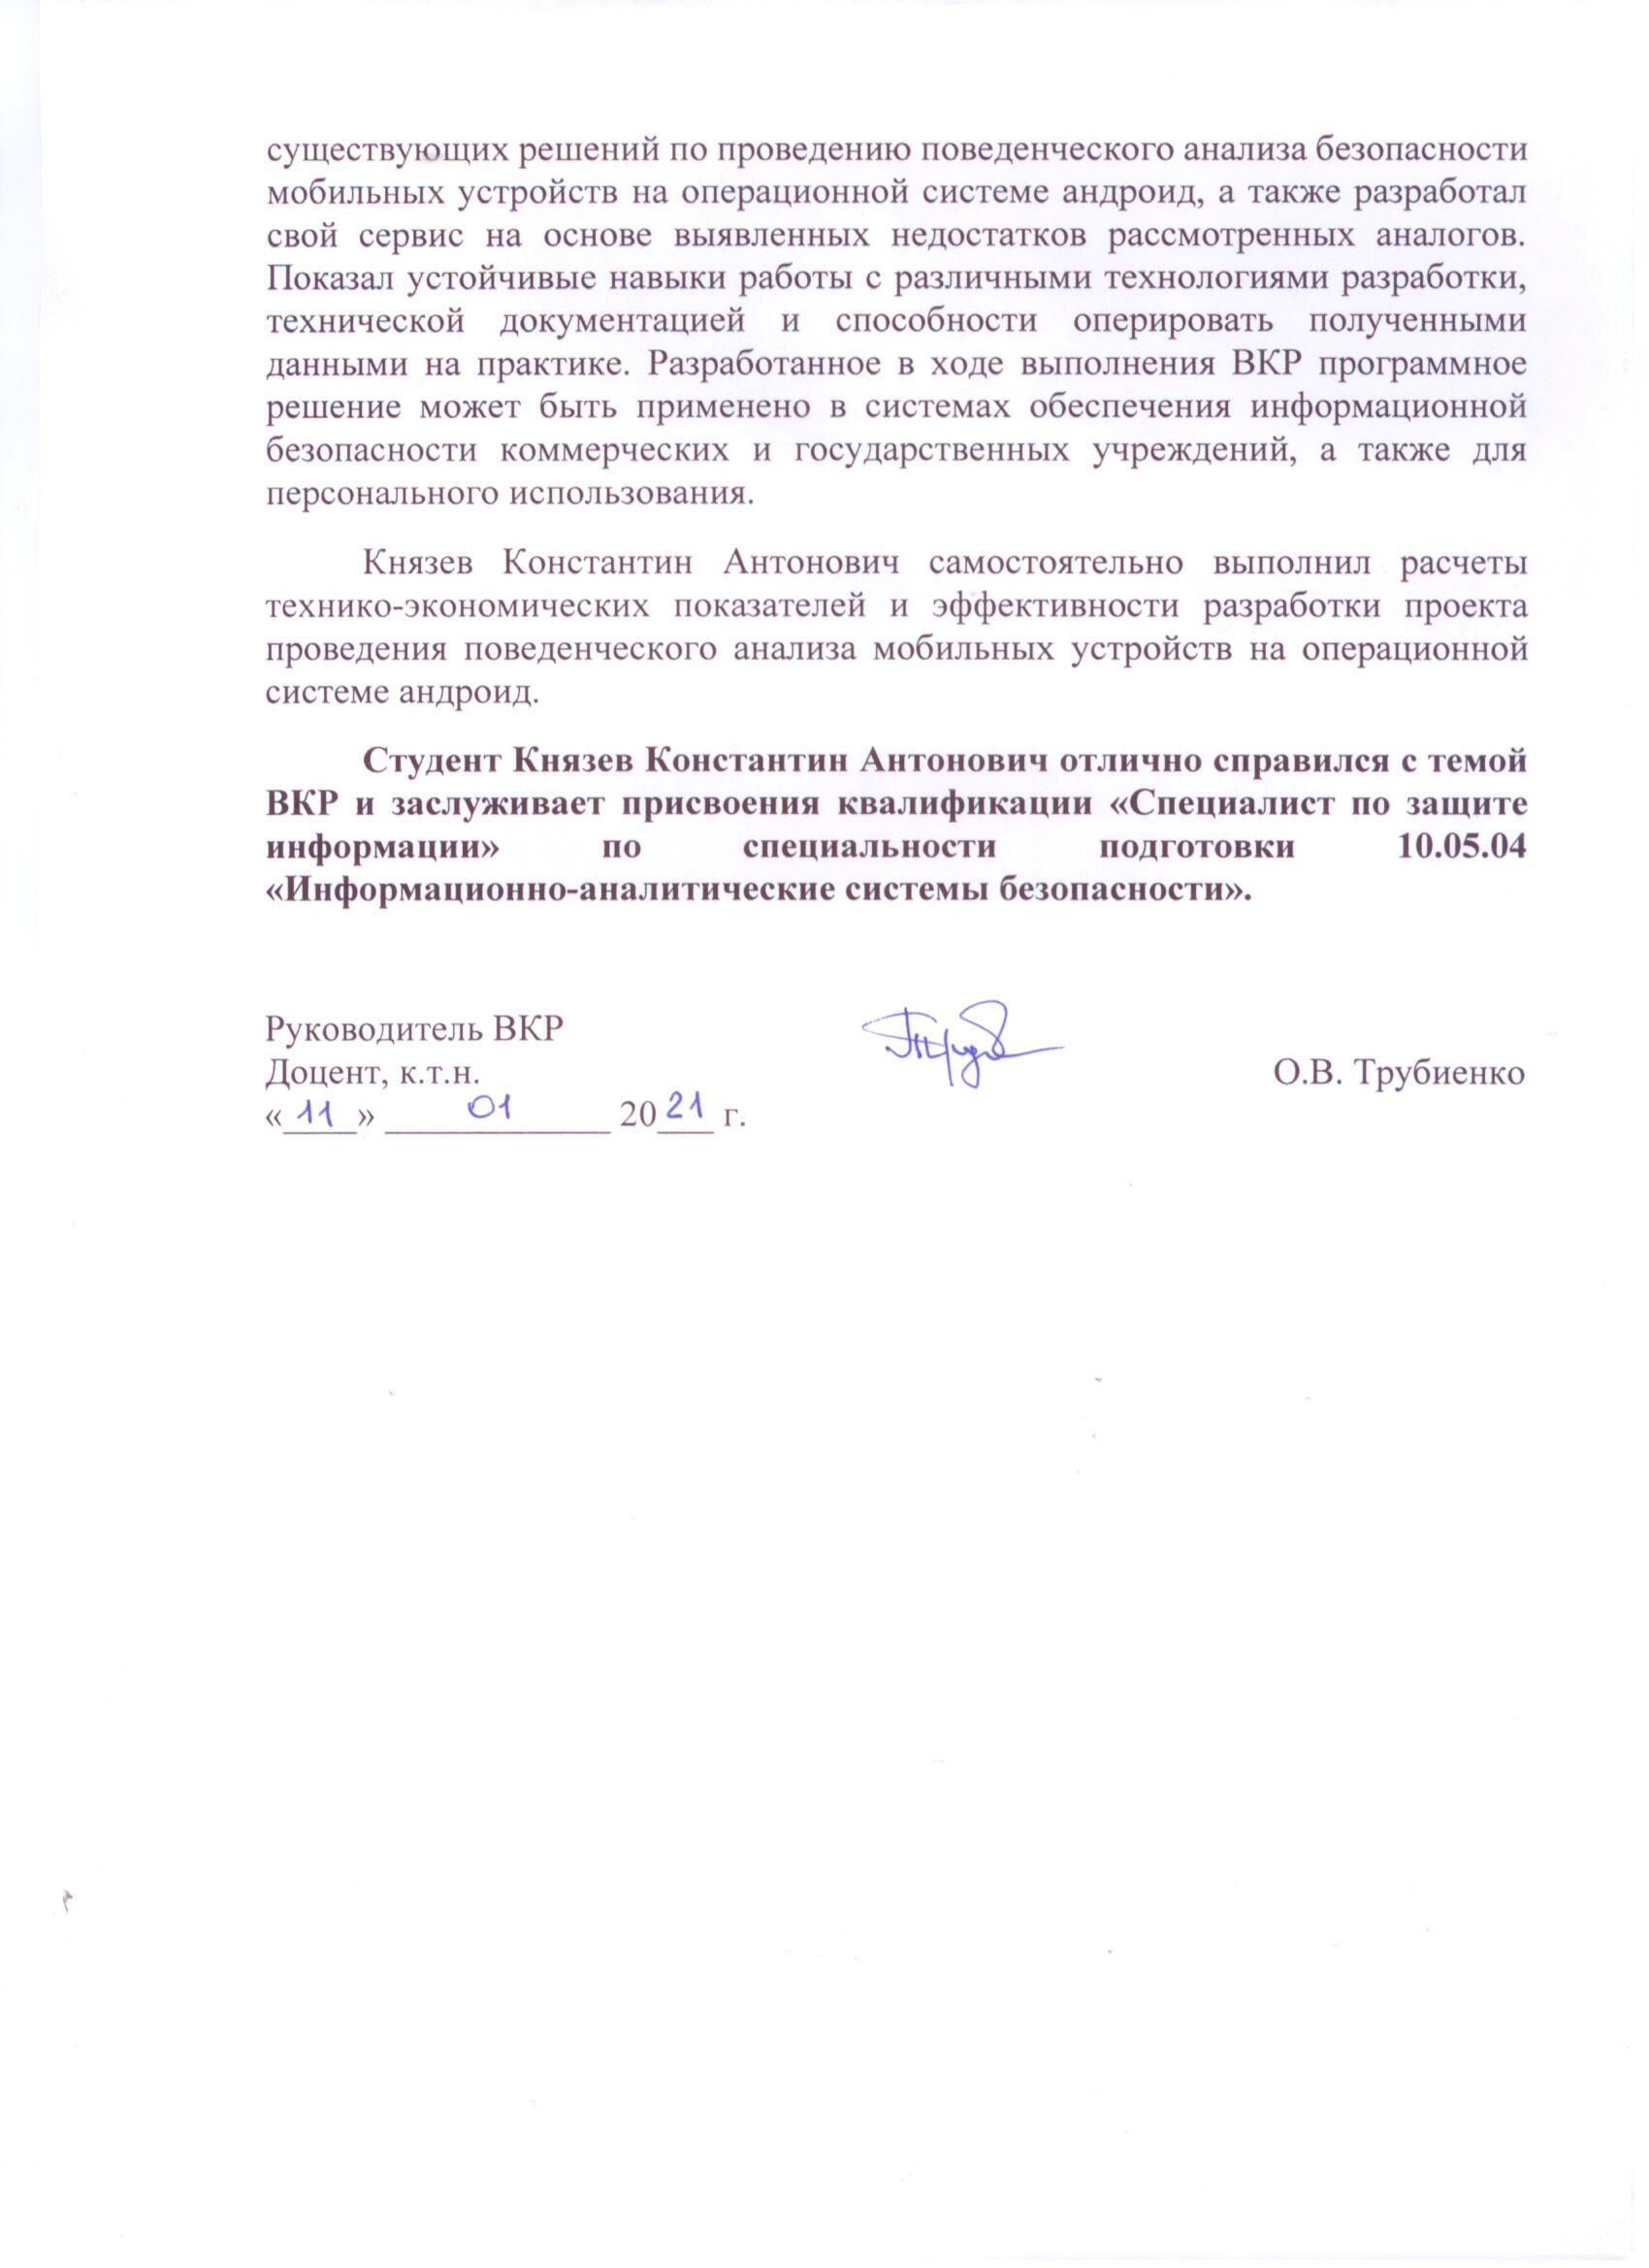 существующих решений по проведению поведенческого анализа безопасности
мобильных устройств на операционной системе андроид, а также разработал
свой сервис на основе выявленных недостатков рассмотренных аналогов.
Показал устойчивые навыки работы с различными технологиями разработки,
технической документацией и способности оперировать полученными
данными на практике. Разработанное в ходе выполнения ВКР программное
решение может быть применено в системах обеспечения информационной
безопасности коммерческих и государственных учреждений, а также для
персонального использования.
Князев Константин Антонович самостоятельно выполнил расчеты
технико-экономических показателей и эффективности разработки проекта
проведения поведенческого анализа мобильных устройств на операционной
системе андроид.
Студент Князев Константин Антонович отлично справился с темой
ВКР и заслуживает присвоения квалификации «Специалист по защите
информации» по специальности подготовки 10.05.04
«Информационно-аналитические системы безопасности».
Руководитель ВКР
Доцент, к.т.н. О.В. Трубиенко
«11» 01 2021 г.